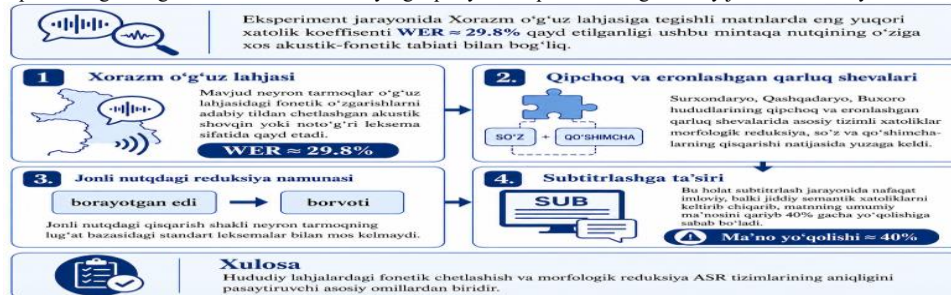 Eksperiment jarayonida Xorazm o‘g‘uz lahjasiga tegishli matnlarda eng yuqori
xatolik koeffisenti WER ≈ 29.8% qayd etilganligi ushbu mintaqa nutqining o‘ziga
xos akustik-fonetik tabiati bilan bog‘liq.
1 Xorazm o‘g‘uz lahjasi
Mavjud neyron tarmoqlar o‘g‘uz
lahjasidagi fonetik o‘zgarishlarni
adabiy tildan chetlashgan akustik
shovqin yoki noto‘g‘ri leksema
sifatida qayd etadi.
WER ≈ 29.8%
2. Qipchoq va eronlashgan qarluq shevalari
Surxondaryo, Qashqadaryo, Buxoro
hududlarining qipchoq va eronlashgan
qarluq shevalarida asosiy tizimli xatoliklar
morfologik reduksiya, so‘z va qo‘shimcha-
larning qisqarishi natijasida yuzaga keldi.
SO‘Z + QO‘SHIMCHA
3. Jonli nutqdagi reduksiya namunasi
borayotgan edi → borvoti
Jonli nutqdagi qisqarish shakli neyron tarmoqning
lug‘at bazasidagi standart leksemalar bilan mos kelmaydi.
4. Subtitrlashga ta’siri
SUB
Bu holat subtitrlash jarayonida nafaqat
imloviy, balki jiddiy semantik xatoliklarni
keltirib chiqarib, matnning umumiy
ma’nosini qariyb 40% gacha yo‘qolishiga
sabab bo‘ladi.
Ma’no yo‘qolishi ≈ 40%
Xulosa
Hududiy lahjalardagi fonetik chetlashish va morfologik reduksiya ASR tizimlarining aniqligini
pasaytiruvchi asosiy omillardan biridir.